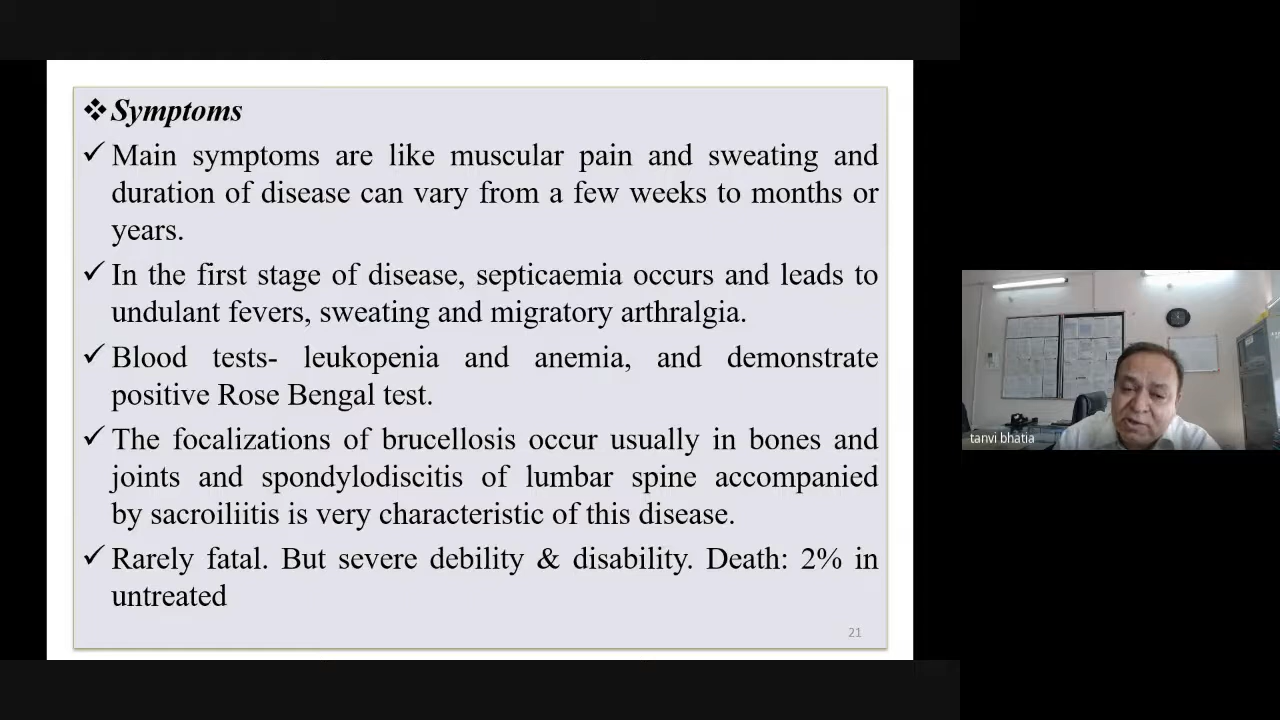 ❖ Symptoms
✓ Main symptoms are like muscular pain and sweating and
duration of disease can vary from a few weeks to months or
years.
✓ In the first stage of disease, septicaemia occurs and leads to
undulant fevers, sweating and migratory arthralgia.
✓ Blood tests- leukopenia and anemia, and demonstrate
positive Rose Bengal test.
✓ The focalizations of brucellosis occur usually in bones and
joints and spondylodiscitis of lumbar spine accompanied
by sacroiliitis is very characteristic of this disease.
✓ Rarely fatal. But severe debility & disability. Death: 2% in
untreated
21
tanvi bhatia